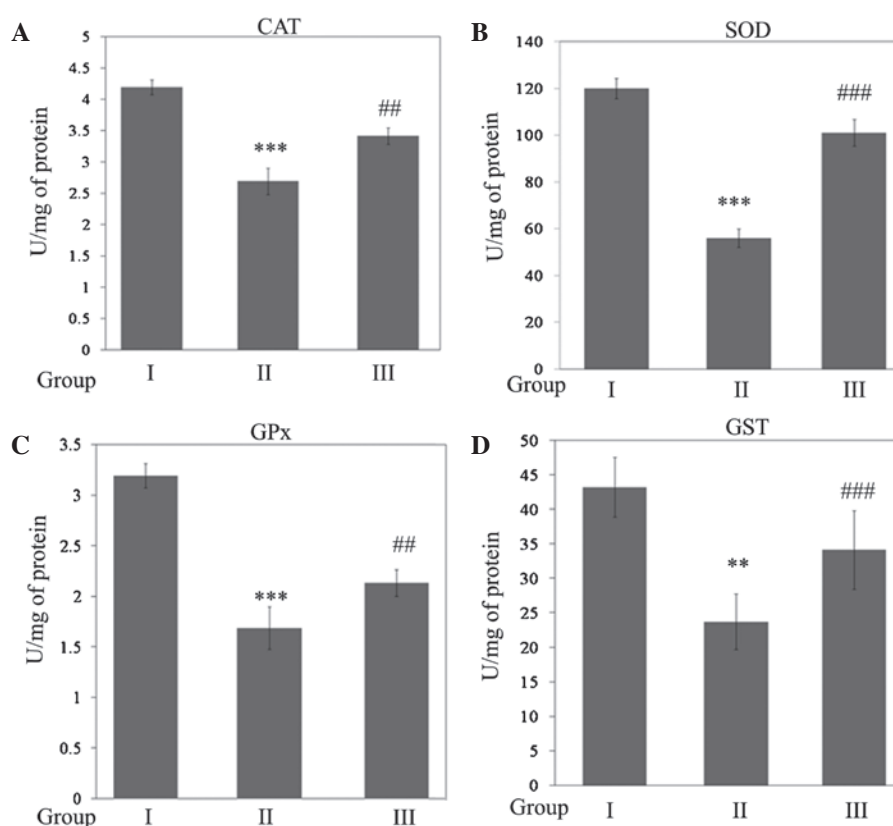 A
CAT
U/mg of protein
5
4.5
4
3.5
3
2.5
2
1.5
1
0.5
0
***
##
Group I II III
B
SOD
U/mg of protein
140
120
100
80
60
40
20
0
***
###
Group I II III
C
GPx
U/mg of protein
3.5
3
2.5
2
1.5
1
0.5
0
***
##
Group I II III
D
GST
U/mg of protein
50
45
40
35
30
25
20
15
10
5
0
**
###
Group I II III